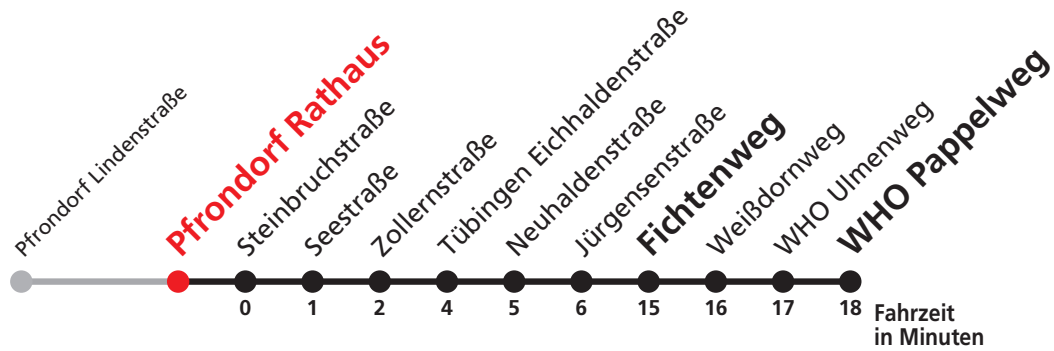 Pfrondorf Lindenstraße
Pfrondorf Rathaus
Steinbruchstraße
Seestraße
Zollernstraße
Tübingen Eichhaldenstraße
Neuhaldenstraße
Jürgensenstraße
Fichtenweg
Weißdornweg
WHO Ulmenweg
WHO Pappelweg
0 1 2 4 5 6 15 16 17 18
Fahrzeit
in Minuten